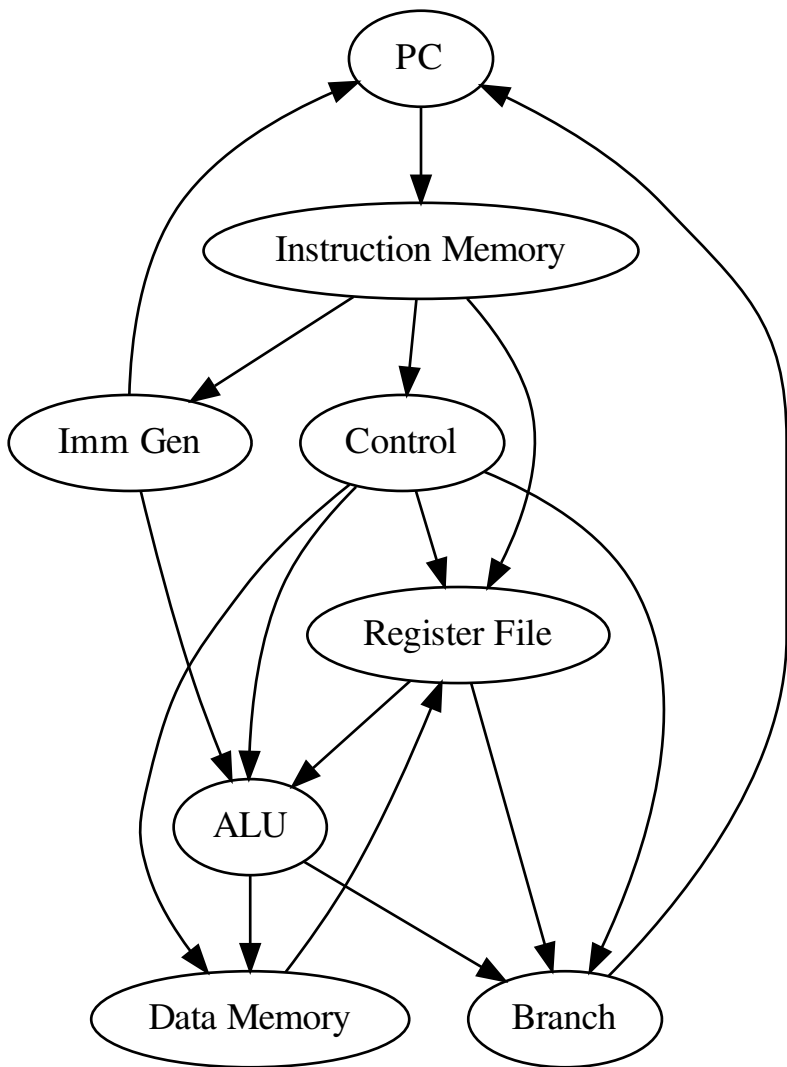 PC
Instruction Memory
Imm Gen
Control
Register File
ALU
Data Memory
Branch